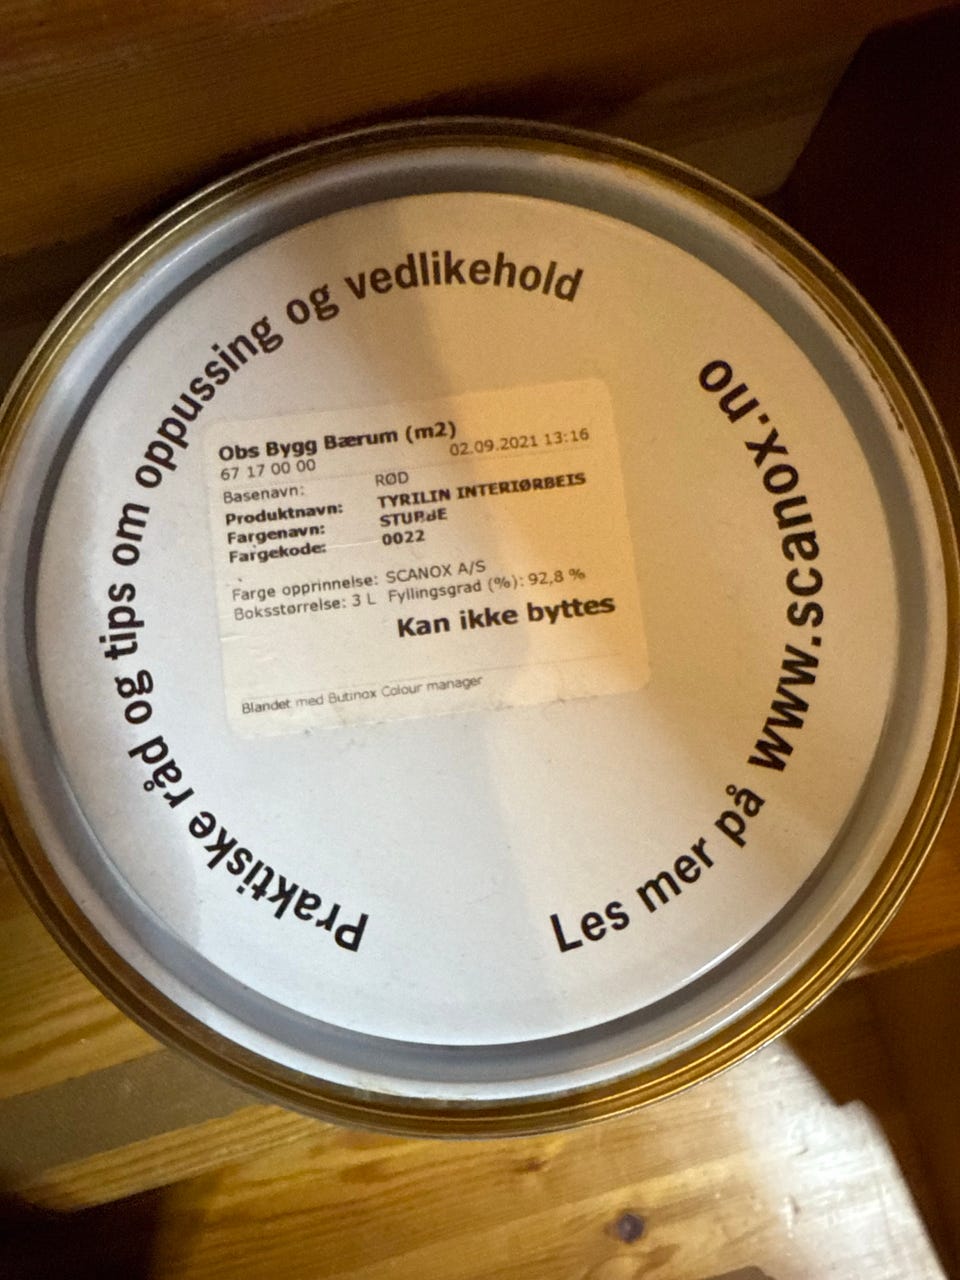 Praktiske råd og tips om oppussing og vedlikehold
Les mer på www.scanox.no
Obs Bygg Bærum (m2)
67 17 00 00
02.09.2021 13:16
Basenavn: RØD
Produktnavn: TYRILIN INTERIØRBEIS
Fargenavn:
Fargekode: 0022
Farge opprinnelse: SCANOX A/S
Boksstørrelse: 3 L Fyllingsgrad (%): 92,8 %
Kan ikke byttes
Blandet med Butinox Colour manager